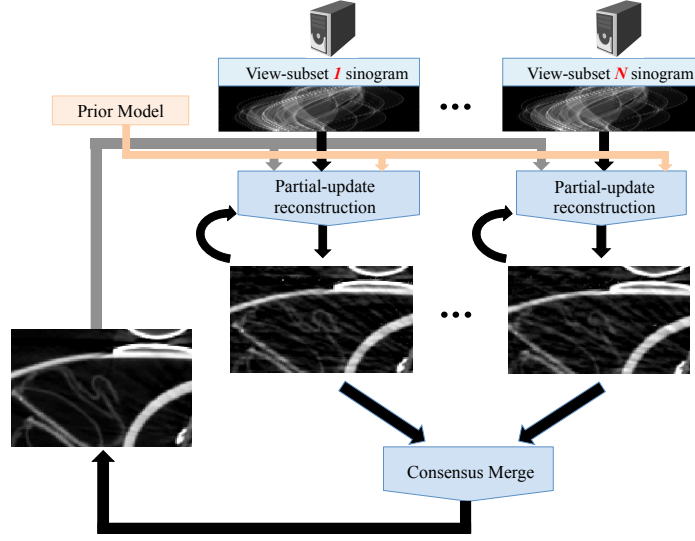 View-subset 1 sinogram
View-subset N sinogram
Prior Model
...
Partial-update
reconstruction
Partial-update
reconstruction
...
Consensus Merge